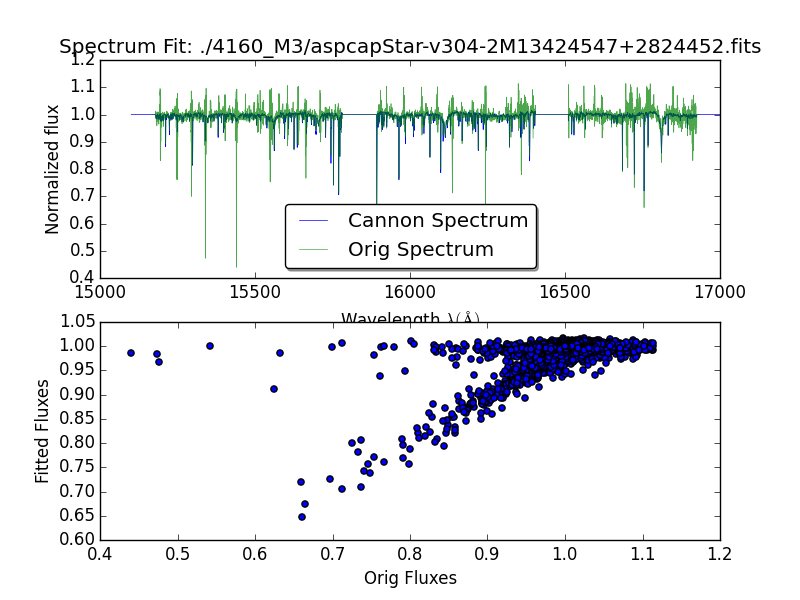 Spectrum Fit: ./4160_M3/aspcapStar-v304-2M13424547+2824452.fits
1.2
1.1
1.0
0.9
0.8
0.7
0.6
0.5
0.4
Normalized flux
Cannon Spectrum
Orig Spectrum
15000 15500 16000 16500 17000
Wavelength λ(Å)
1.05
1.00
0.95
0.90
0.85
0.80
0.75
0.70
0.65
0.60
Fitted Fluxes
0.4 0.5 0.6 0.7 0.8 0.9 1.0 1.1 1.2
Orig Fluxes